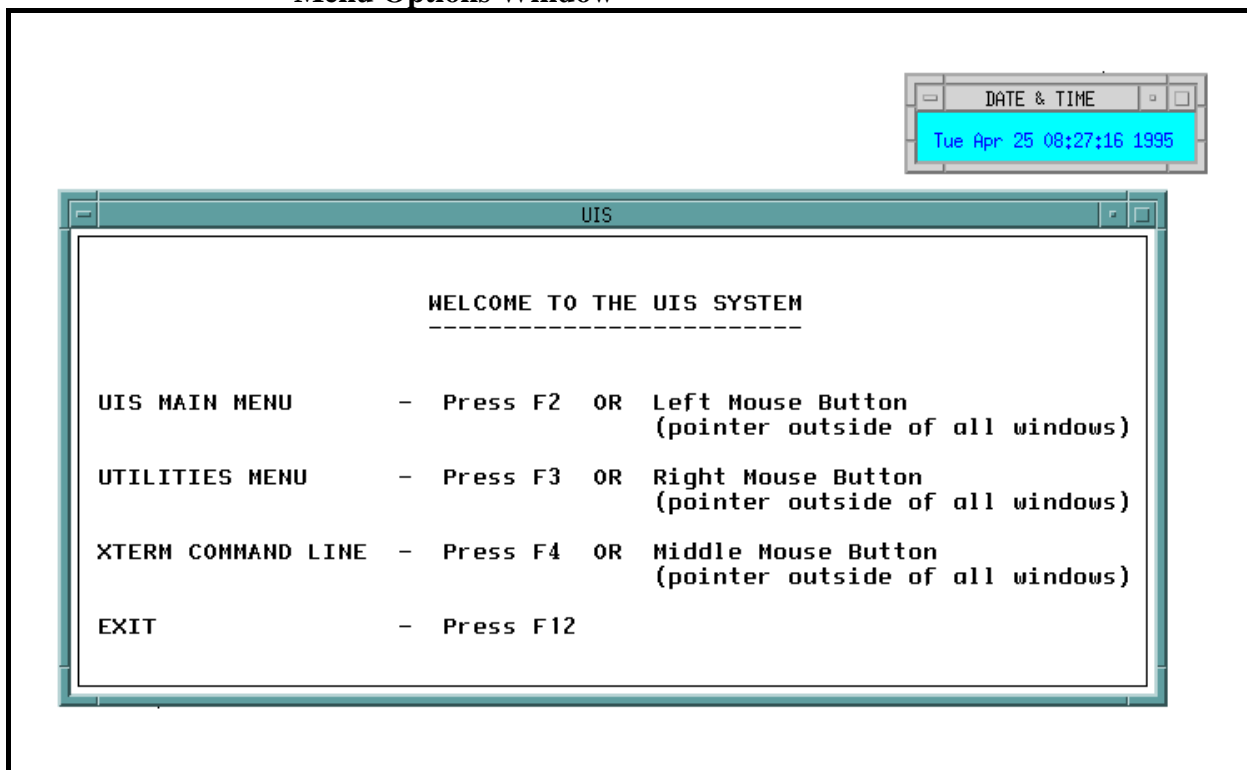 Menu Options Window
DATE & TIME
Tue Apr 25 08:27:16 1995
UIS
WELCOME TO THE UIS SYSTEM
-------------------------
UIS MAIN MENU - Press F2 OR Left Mouse Button
(pointer outside of all windows)
UTILITIES MENU - Press F3 OR Right Mouse Button
(pointer outside of all windows)
XTERM COMMAND LINE - Press F4 OR Middle Mouse Button
(pointer outside of all windows)
EXIT - Press F12